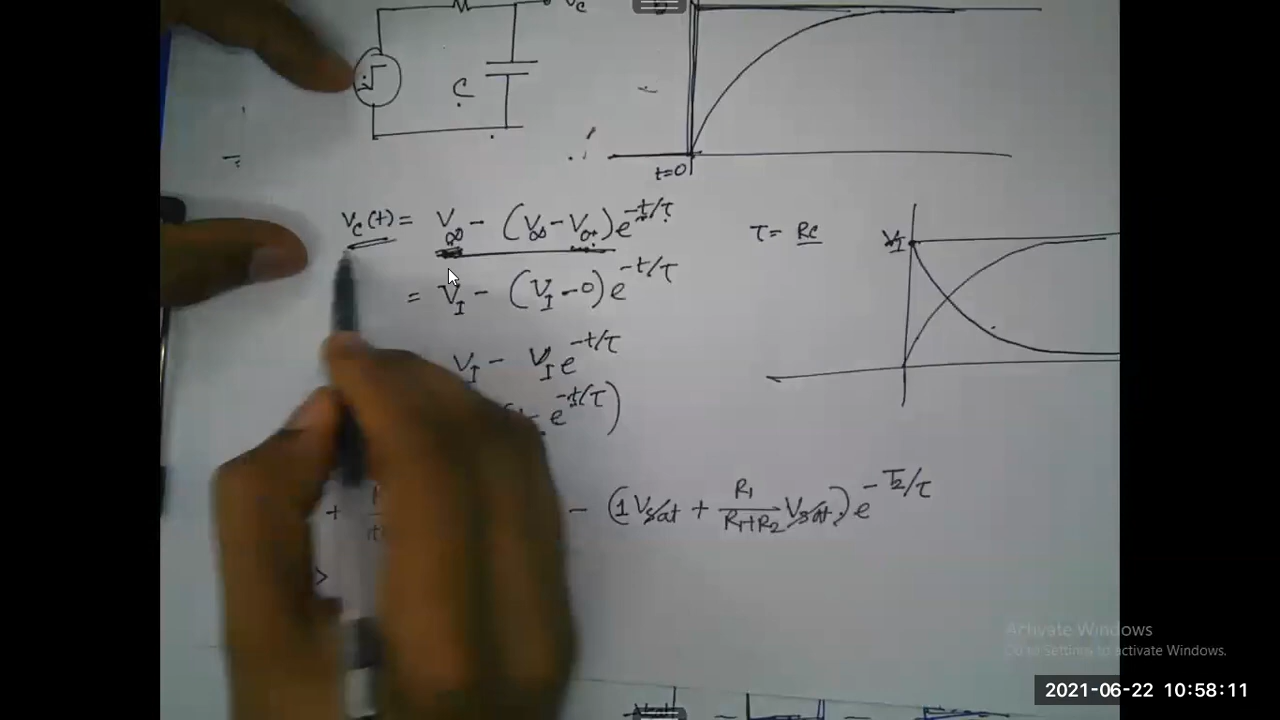 Vc
C
t=0
Vc(t) = V∞ - (V∞ - V0+)e^-t/τ
τ = RC
VI
= VI - (VI - 0)e^-t/τ
VI - VI e^-t/τ
e^-t/τ)
+ R1 - (1 Vsat + R1/(R1+R2) Vsat)e^-T2/τ
>
Activate Windows
Go to Settings to activate Windows.
2021-06-22 10:58:11